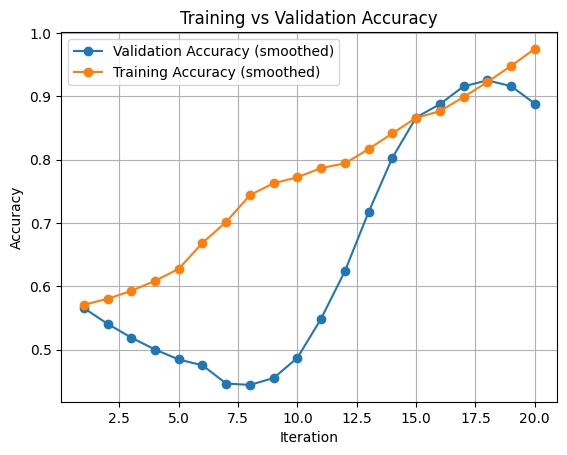 Training vs Validation Accuracy
Validation Accuracy (smoothed)
Training Accuracy (smoothed)
Accuracy
1.0
0.9
0.8
0.7
0.6
0.5
2.5 5.0 7.5 10.0 12.5 15.0 17.5 20.0
Iteration